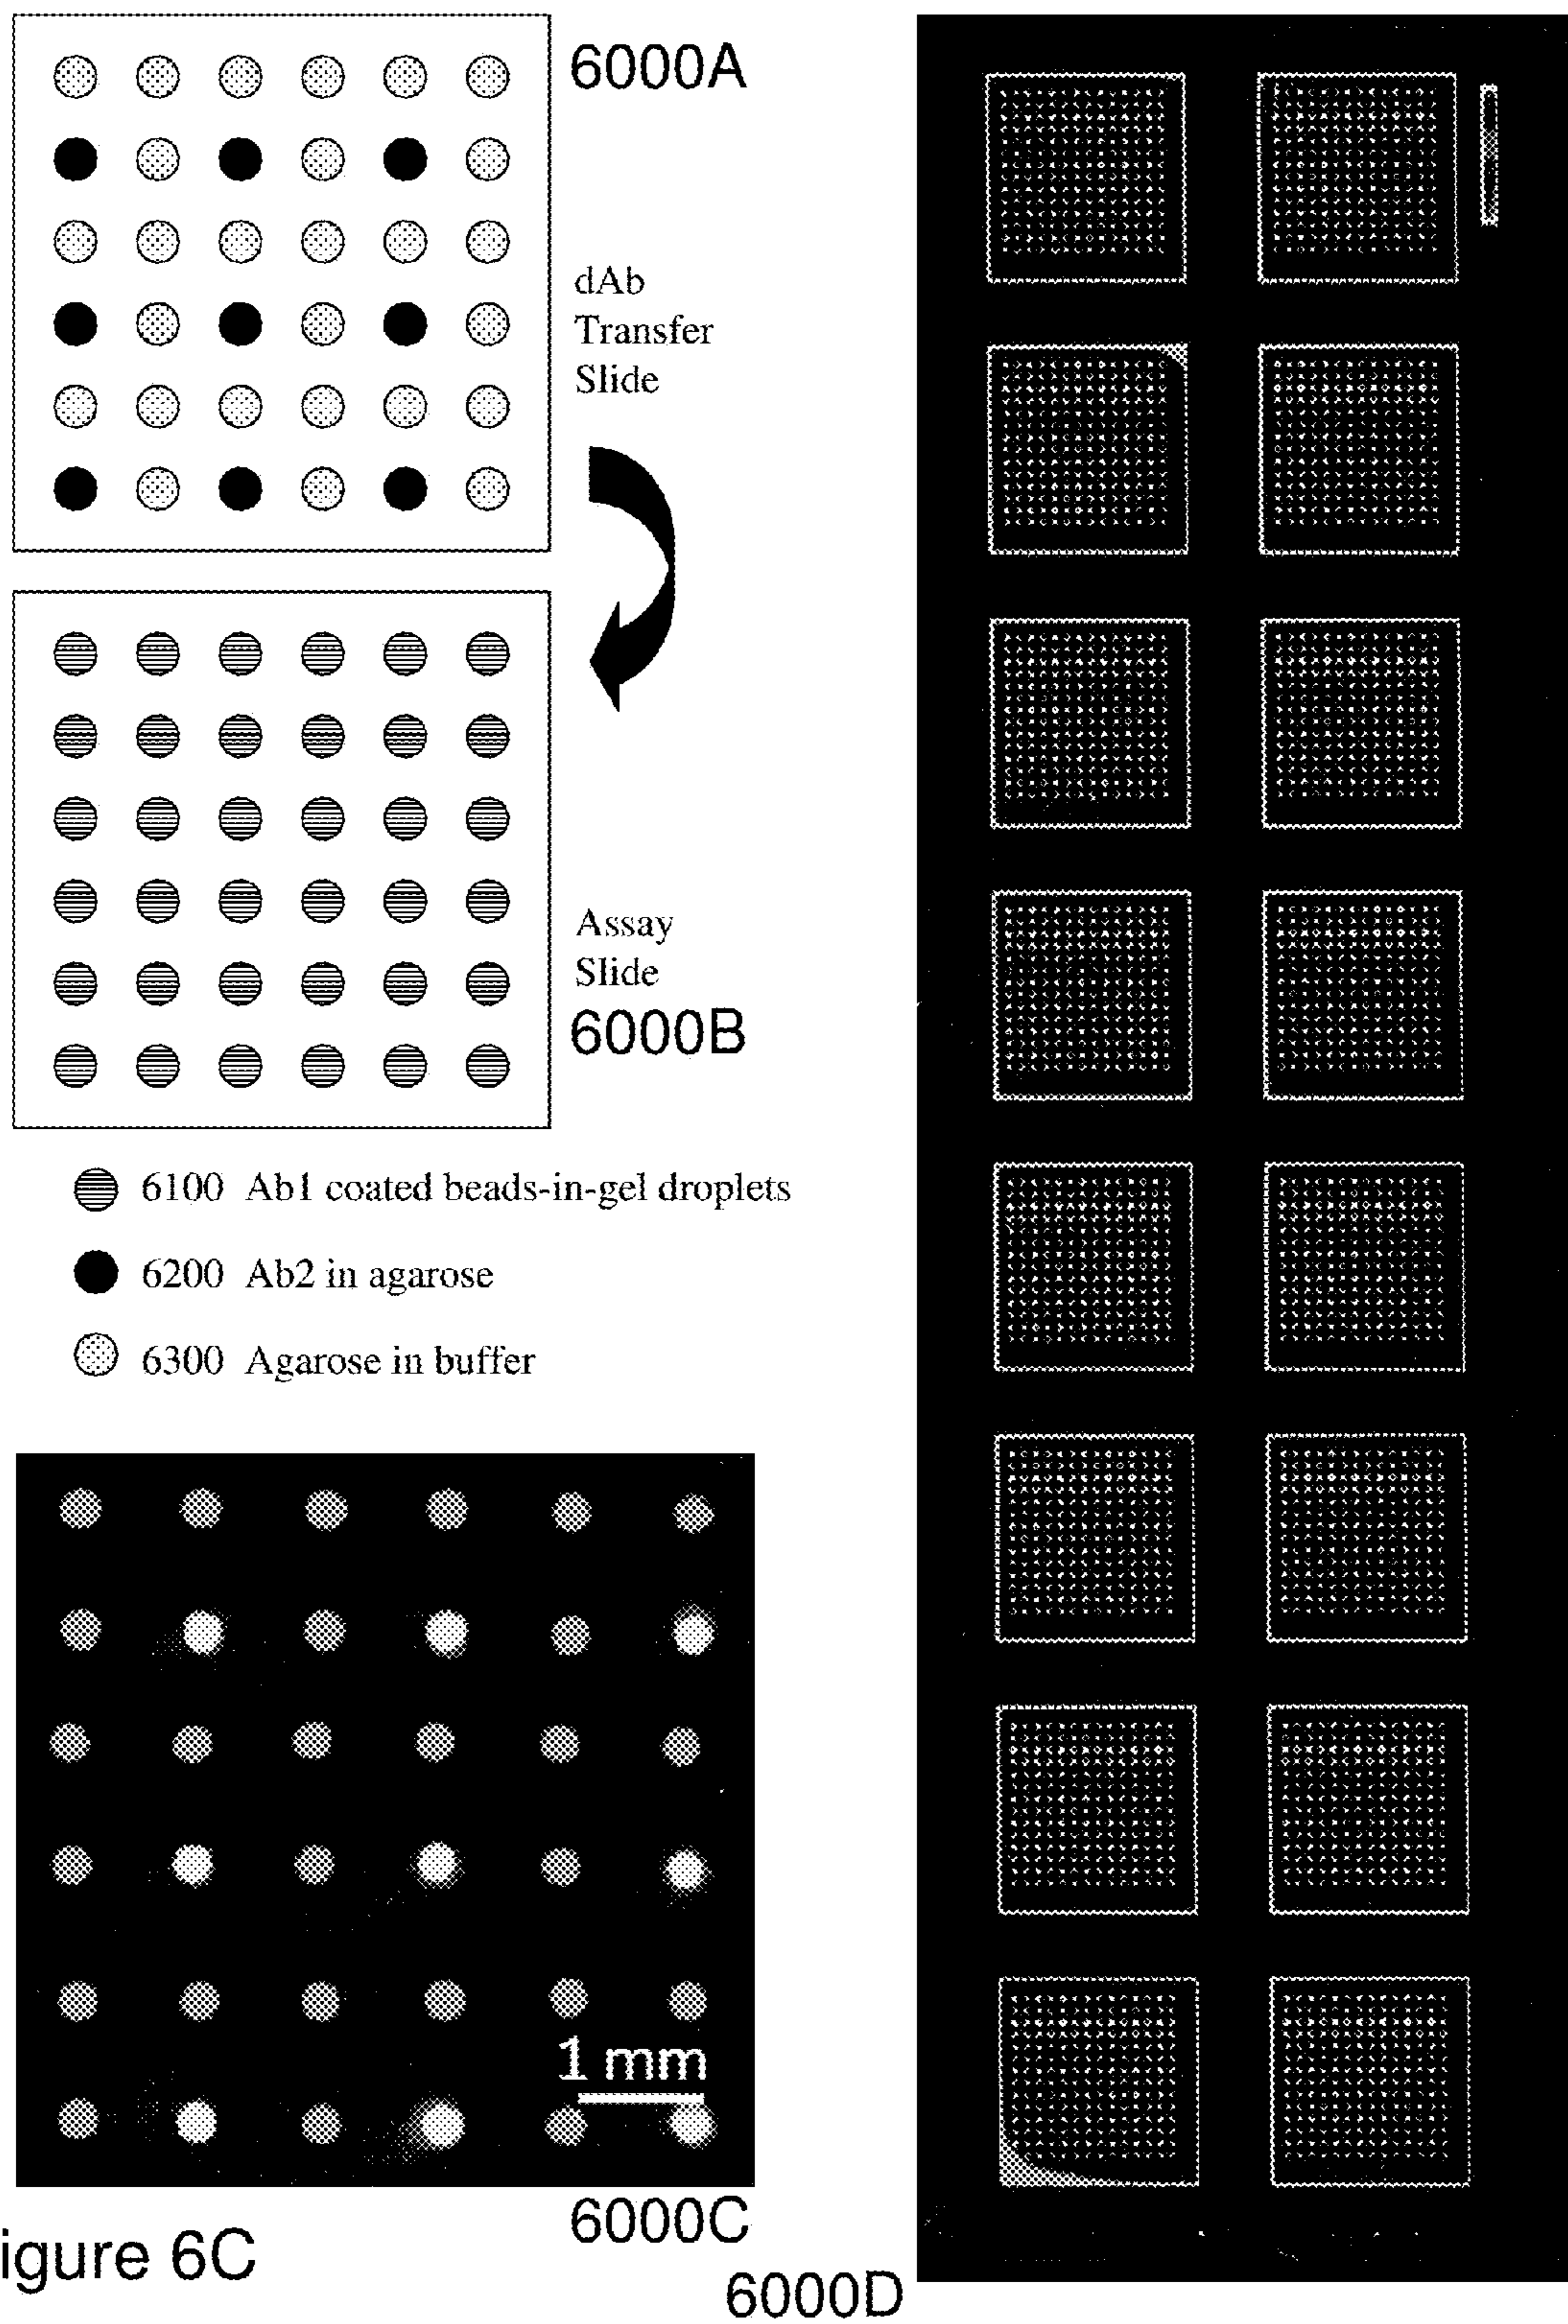 6000A
dAb
Transfer
Slide
Assay
Slide
6000B
6100 Ab1 coated beads-in-gel droplets
6200 Ab2 in agarose
6300 Agarose in buffer
1 mm
6000C
igure 6C
6000D